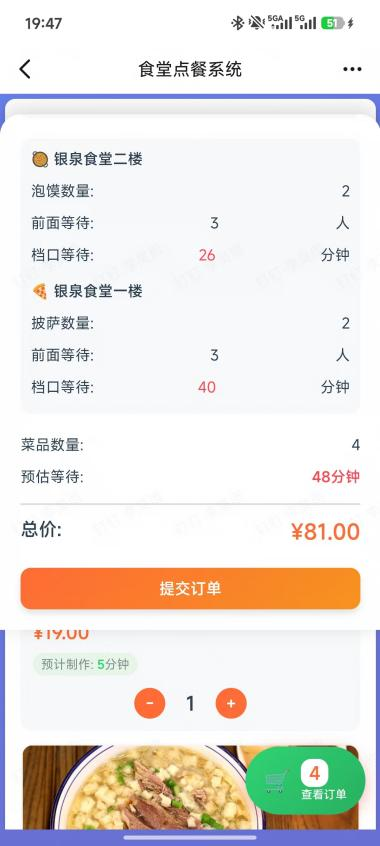 19:47
5GA 5G 51
食堂点餐系统
银泉食堂二楼
泡馍数量: 2
前面等待: 3 人
档口等待: 26 分钟
银泉食堂一楼
披萨数量: 2
前面等待: 3 人
档口等待: 40 分钟
菜品数量: 4
预估等待: 48分钟
总价: ¥81.00
提交订单
¥19.00
预计制作: 5分钟
- 1 +
4
查看订单